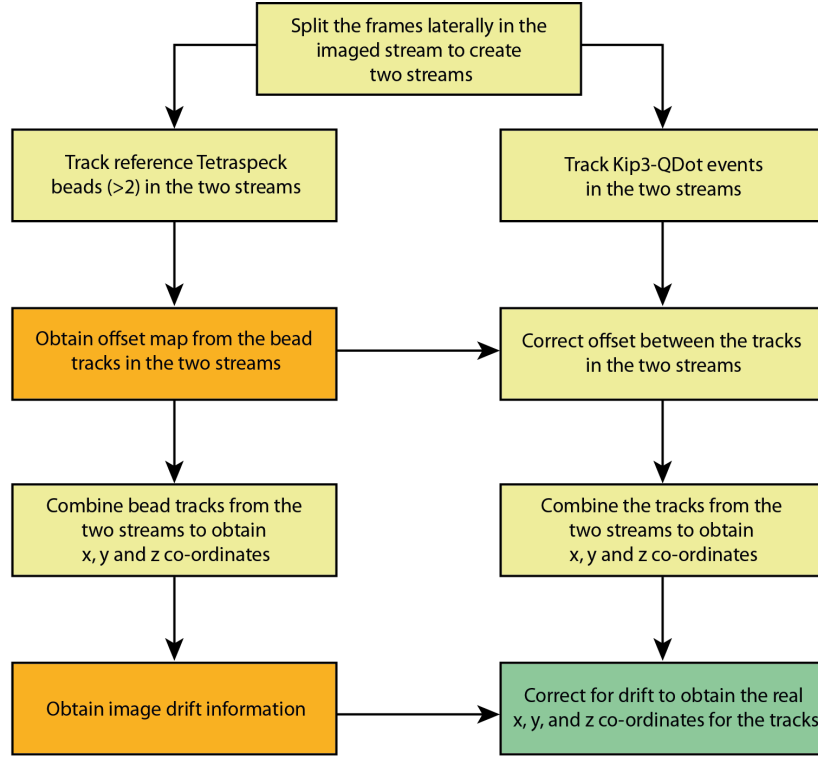 Split the frames laterally in the
imaged stream to create
two streams
Track reference Tetraspeck
beads (>2) in the two streams
Track Kip3-QDot events
in the two streams
Obtain offset map from the bead
tracks in the two streams
Correct offset between the tracks
in the two streams
Combine bead tracks from the
two streams to obtain
x, y and z co-ordinates
Combine the tracks from the
two streams to obtain
x, y and z co-ordinates
Obtain image drift information
Correct for drift to obtain the real
x, y, and z co-ordinates for the tracks